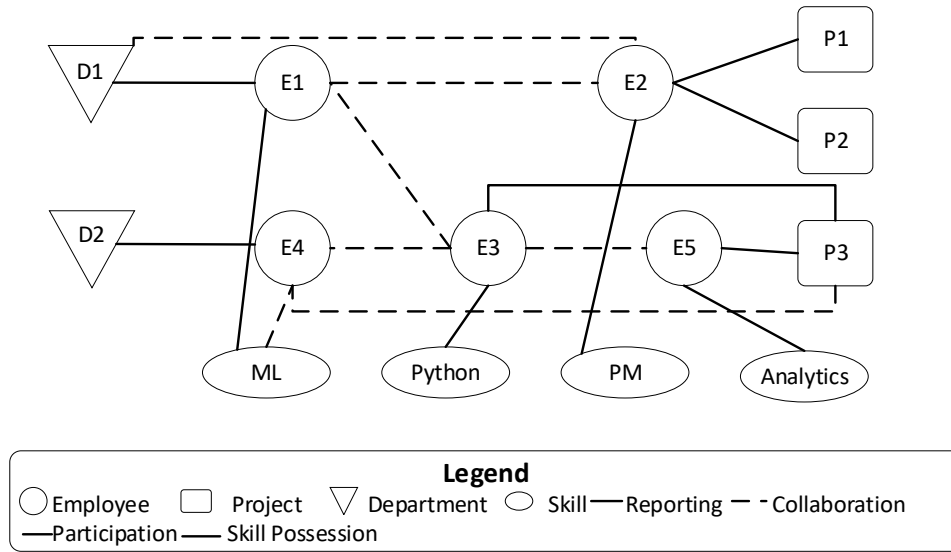 P1
D1
E1
E2
P2
D2
E4
E3
E5
P3
ML
Python
PM
Analytics
Legend
Employee Project Department Skill Reporting Collaboration
Participation Skill Possession